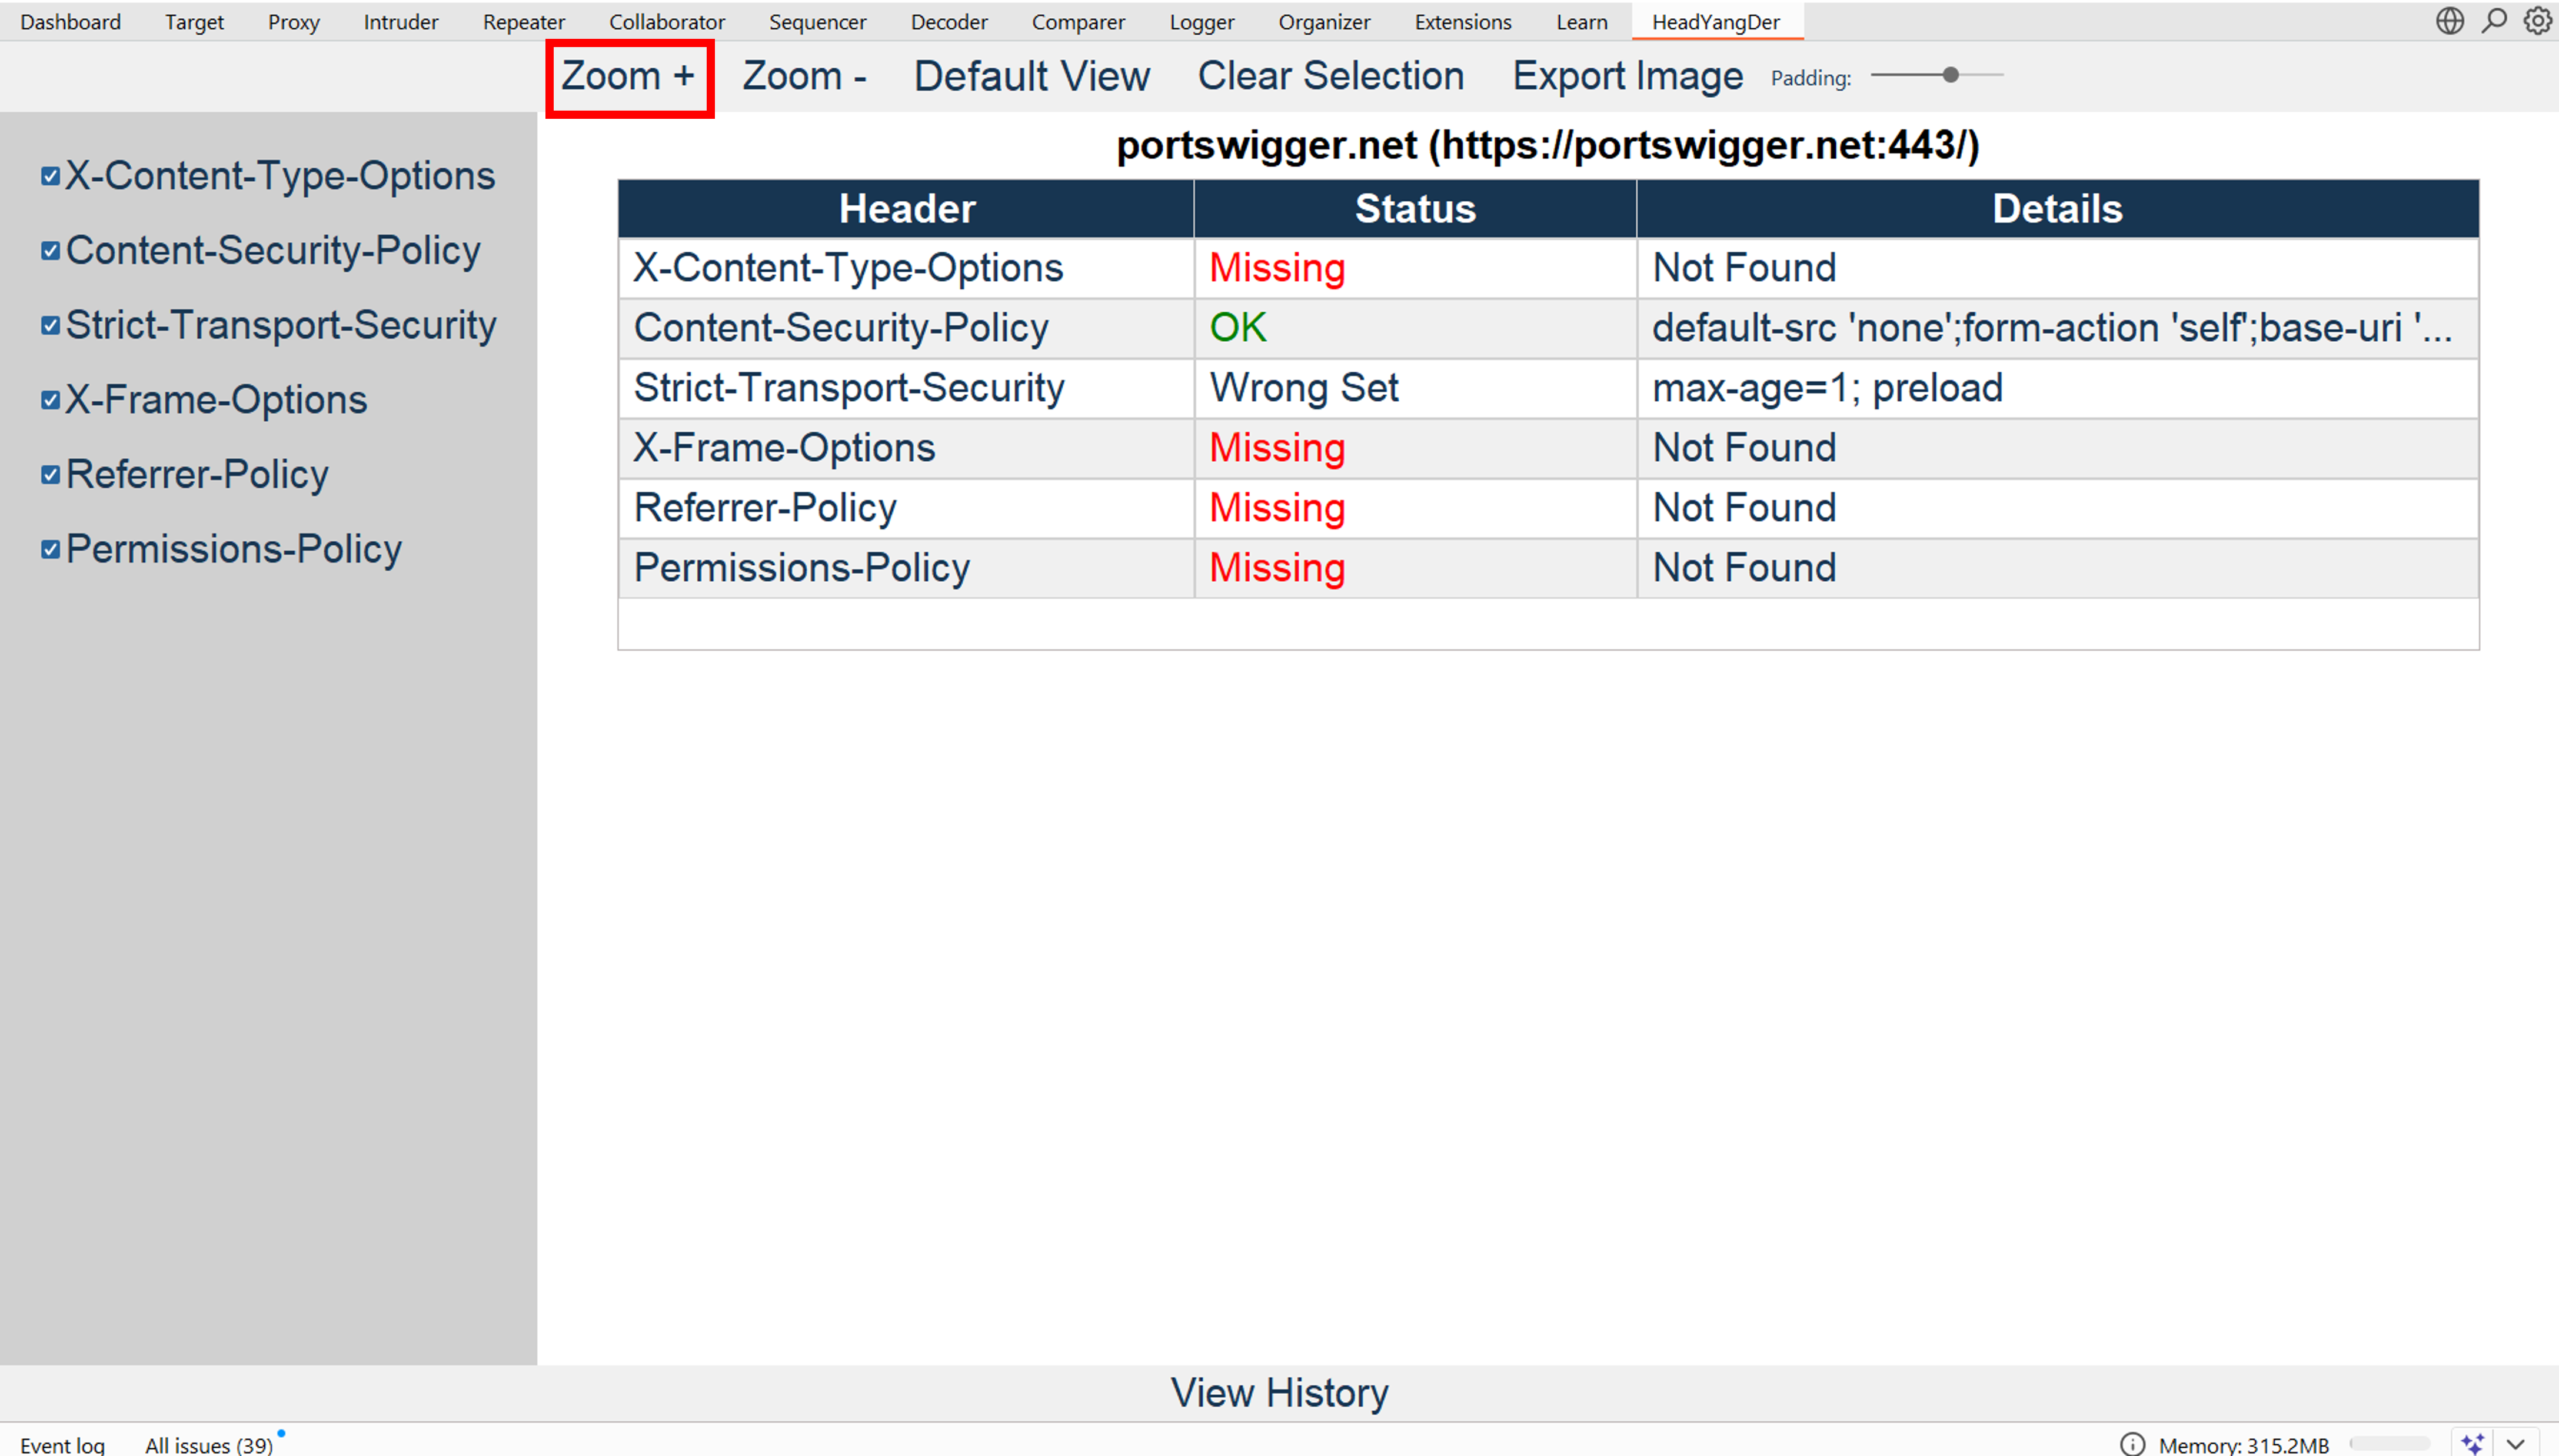 Dashboard Target Proxy Intruder Repeater Collaborator Sequencer Decoder Comparer Logger Organizer Extensions Learn HeadYangDer
Zoom + Zoom - Default View Clear Selection Export Image Padding:
X-Content-Type-Options
Content-Security-Policy
Strict-Transport-Security
X-Frame-Options
Referrer-Policy
Permissions-Policy
portswigger.net (https://portswigger.net:443/)
Header Status Details
X-Content-Type-Options Missing Not Found
Content-Security-Policy OK default-src 'none';form-action 'self';base-uri '...
Strict-Transport-Security Wrong Set max-age=1; preload
X-Frame-Options Missing Not Found
Referrer-Policy Missing Not Found
Permissions-Policy Missing Not Found
View History
Event log All issues (39) Memory: 315.2MB